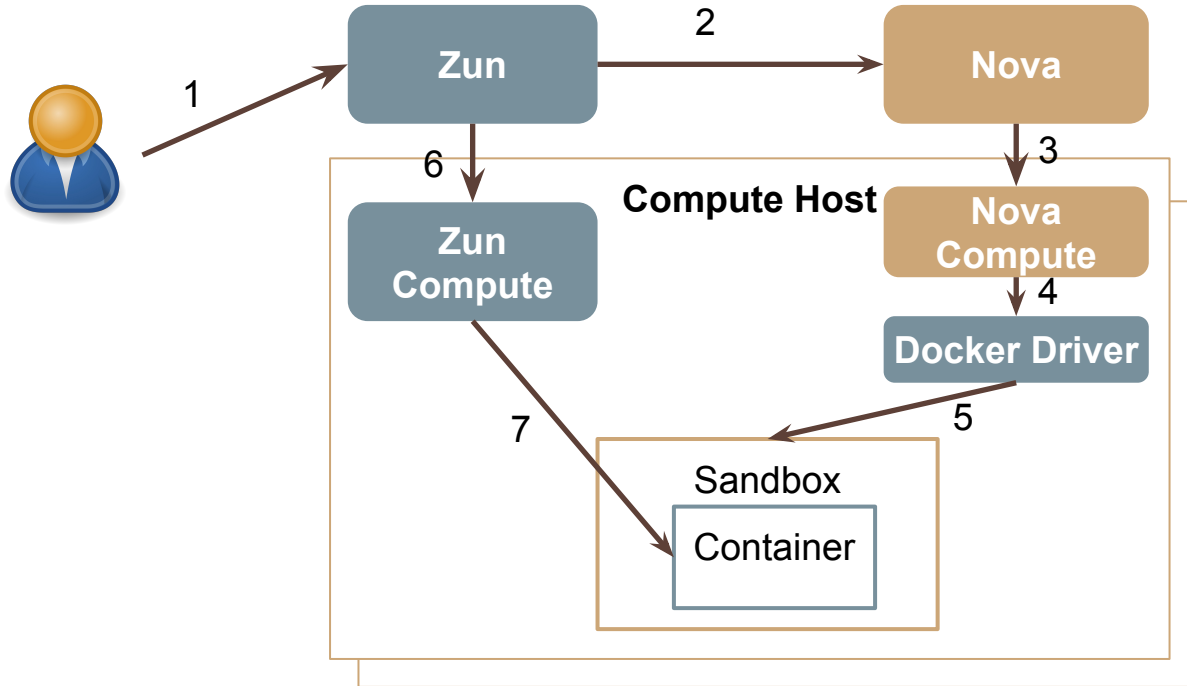 1
Zun
2
Nova
6
3
Compute Host
Zun
Compute
Nova
Compute
4
Docker Driver
7
5
Sandbox
Container